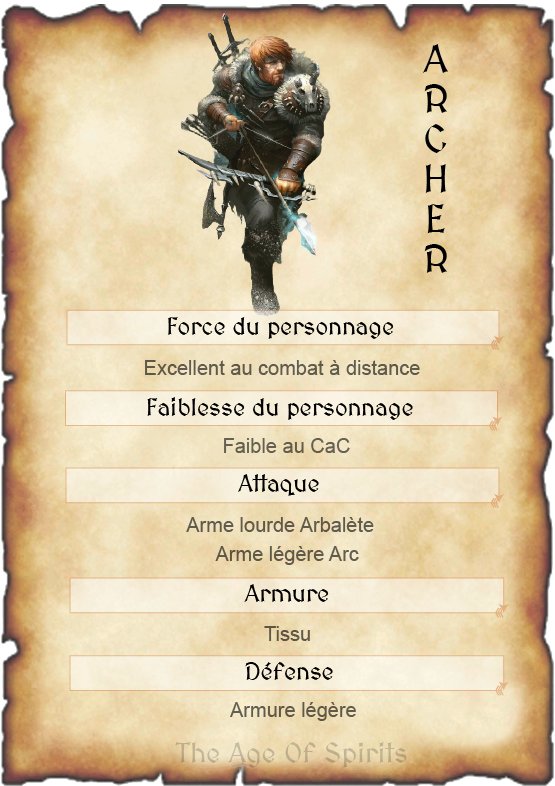 ARCHER
Force du personnage
Excellent au combat à distance
Faiblesse du personnage
Faible au CaC
Attaque
Arme lourde Arbalète
Arme légère Arc
Armure
Tissu
Défense
Armure légère
The Age Of Spirits